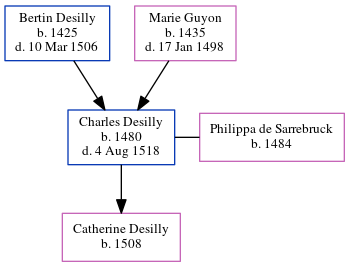 Bertin Desilly
b. 1425
d. 10 Mar 1506
Marie Guyon
b. 1435
d. 17 Jan 1498
Charles Desilly
b. 1480
d. 4 Aug 1518
Philippa de Sarrebruck
b. 1484
Catherine Desilly
b. 1508